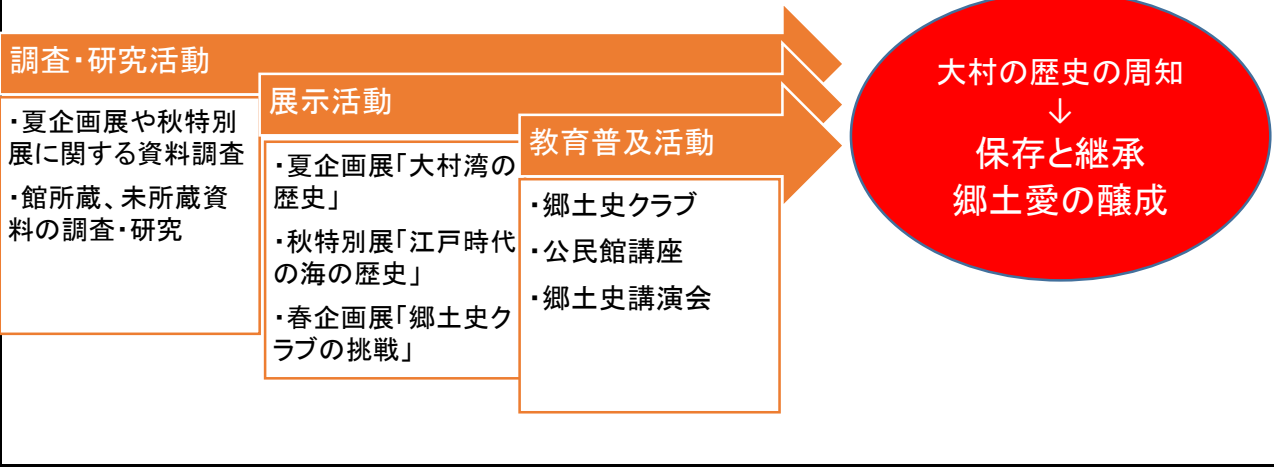 調査・研究活動
・夏企画展や秋特別
展に関する資料調査
・館所蔵、未所蔵資
料の調査・研究
展示活動
・夏企画展「大村湾の
歴史」
・秋特別展「江戸時代
の海の歴史」
・春企画展「郷土史ク
ラブの挑戦」
教育普及活動
・郷土史クラブ
・公民館講座
・郷土史講演会
大村の歴史の周知
↓
保存と継承
郷土愛の醸成